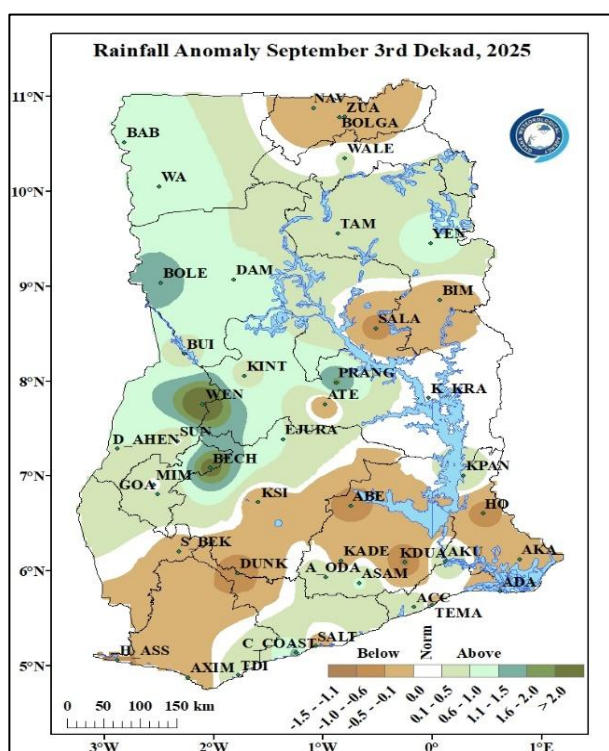 Rainfall Anomaly September 3rd Dekad, 2025
11°N
NAV
ZUA
BOLGA
BAB
WALE
WA
10°N
TAM
YEN
BOLE
DAM
9°N
BIM
SALA
BUI
KINT
PRANG
8°N
WEN
ATE
K_KRA
SUN
EJURA
D_AHEN
BECH
7°N
MIM
KPAN
GOA
KSI
ABE
HO
S_BEK
KADE
KDUA
AKU
AKA
6°N
DUNK
A_ODA
ASAM
ADA
ACC
TEMA
C_COAST
SALT
H_ASS
AXIM
TDI
5°N
Below
Norm
Above
-1.5 - -1.1
-1.0 - -0.6
-0.5 - -0.1
0.0
0.1 - 0.5
0.6 - 1.0
1.1 - 1.5
1.6 - 2.0
> 2.0
0 35 70 150 km
3°W
2°W
1°W
0°
1°E